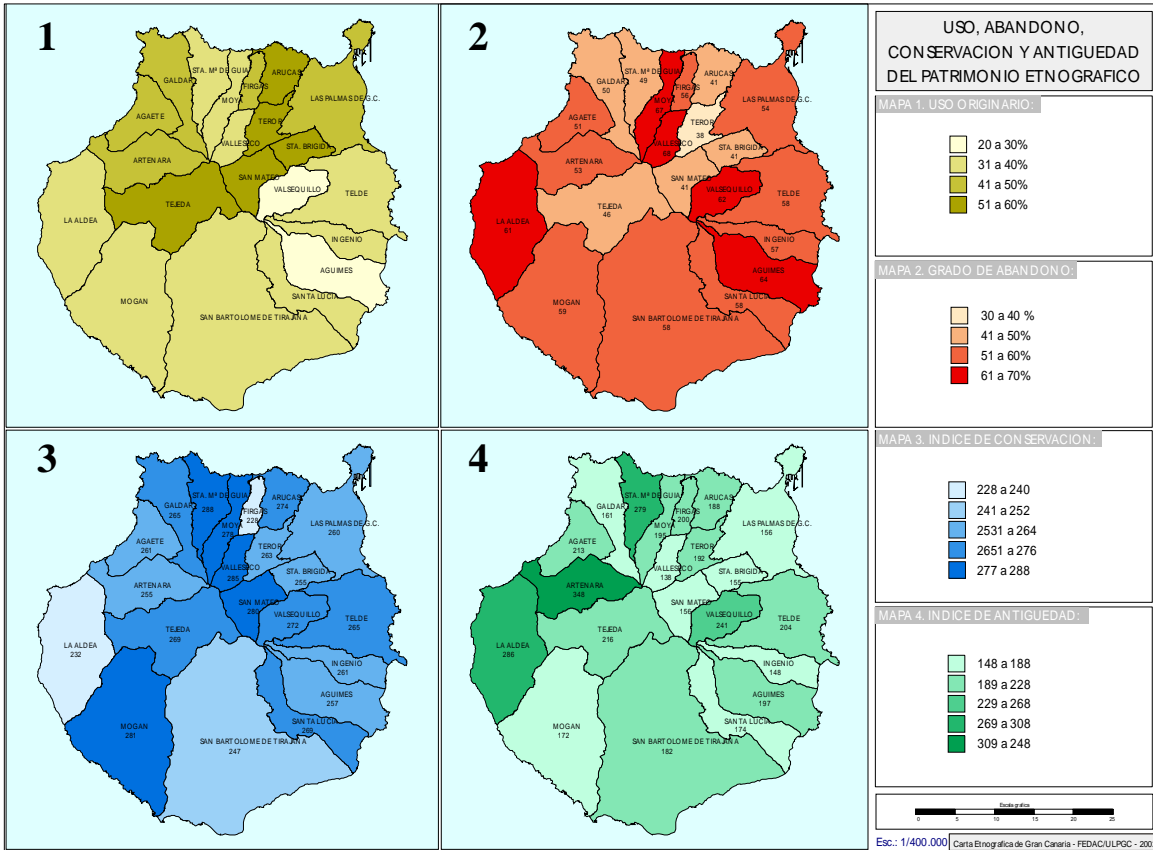 1
GALDAR
STA. Mª DE GUIA
MOYA
FIRGAS
ARUCAS
LAS PALMAS DE G.C.
AGAETE
TEROR
VALLESICO
STA. BRIGIDA
ARTENARA
SAN MATEO
VALSEQUILLO
TELDE
TEJEDA
LA ALDEA
INGENIO
AGUIMES
MOGAN
SANTA LUCIA
SAN BARTOLOME DE TIRAJANA
2
GALDAR
50
STA. Mª DE GUIA
49
MOYA
67
FIRGAS
56
ARUCAS
41
LAS PALMAS DE G.C.
54
AGAETE
51
TEROR
38
VALLESICO
68
STA. BRIGIDA
41
ARTENARA
53
SAN MATEO
41
VALSEQUILLO
62
TELDE
58
TEJEDA
46
LA ALDEA
61
INGENIO
57
AGUIMES
64
MOGAN
59
SANTA LUCIA
58
SAN BARTOLOME DE TIRAJANA
58
USO, ABANDONO,
CONSERVACION Y ANTIGUEDAD
DEL PATRIMONIO ETNOGRAFICO
MAPA 1. USO ORIGINARIO:
20 a 30%
31 a 40%
41 a 50%
51 a 60%
MAPA 2. GRADO DE ABANDONO:
30 a 40 %
41 a 50%
51 a 60%
61 a 70%
3
GALDAR
265
STA. Mª DE GUIA
288
MOYA
278
FIRGAS
228
ARUCAS
274
LAS PALMAS DE G.C.
260
AGAETE
261
TEROR
263
VALLESICO
285
STA. BRIGIDA
255
ARTENARA
255
SAN MATEO
280
VALSEQUILLO
272
TELDE
265
TEJEDA
269
LA ALDEA
232
INGENIO
261
AGUIMES
257
MOGAN
281
SANTA LUCIA
269
SAN BARTOLOME DE TIRAJANA
247
4
GALDAR
161
STA. Mª DE GUIA
279
MOYA
195
FIRGAS
200
ARUCAS
188
LAS PALMAS DE G.C.
156
AGAETE
213
TEROR
192
VALLESICO
138
STA. BRIGIDA
155
ARTENARA
348
SAN MATEO
156
VALSEQUILLO
241
TELDE
204
TEJEDA
216
LA ALDEA
286
INGENIO
148
AGUIMES
197
MOGAN
172
SANTA LUCIA
174
SAN BARTOLOME DE TIRAJANA
182
MAPA 3. INDICE DE CONSERVACION:
228 a 240
241 a 252
2531 a 264
2651 a 276
277 a 288
MAPA 4. INDICE DE ANTIGUEDAD:
148 a 188
189 a 228
229 a 268
269 a 308
309 a 248
Escala grafica
0 5 10 15 20 25
Esc.: 1/400.000
Carta Etnografica de Gran Canaria - FEDAC/ULPGC - 200